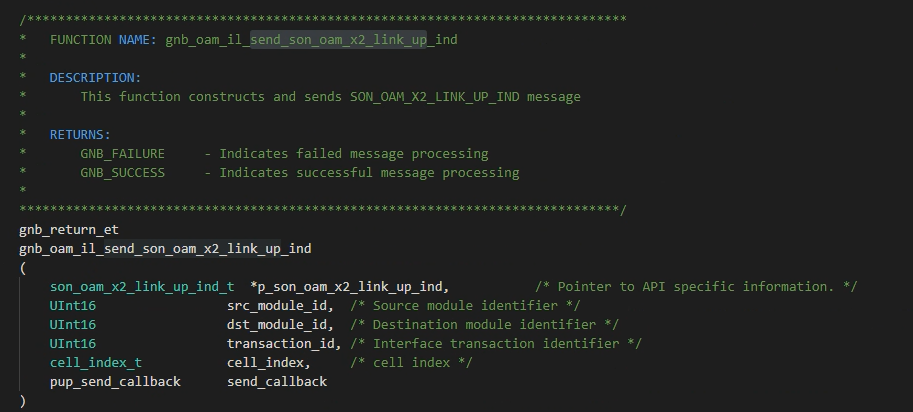 /******************************************************************************
*   FUNCTION NAME: gnb_oam_il_send_son_oam_x2_link_up_ind
*
*   DESCRIPTION:
*       This function constructs and sends SON_OAM_X2_LINK_UP_IND message
*
*   RETURNS:
*       GNB_FAILURE     - Indicates failed message processing
*       GNB_SUCCESS     - Indicates successful message processing
*
******************************************************************************/
gnb_return_et
gnb_oam_il_send_son_oam_x2_link_up_ind
(
    son_oam_x2_link_up_ind_t  *p_son_oam_x2_link_up_ind,           /* Pointer to API specific information. */
    UInt16                 src_module_id,  /* Source module identifier */
    UInt16                 dst_module_id,  /* Destination module identifier */
    UInt16                 transaction_id, /* Interface transaction identifier */
    cell_index_t           cell_index,     /* cell index */
    pup_send_callback      send_callback
)